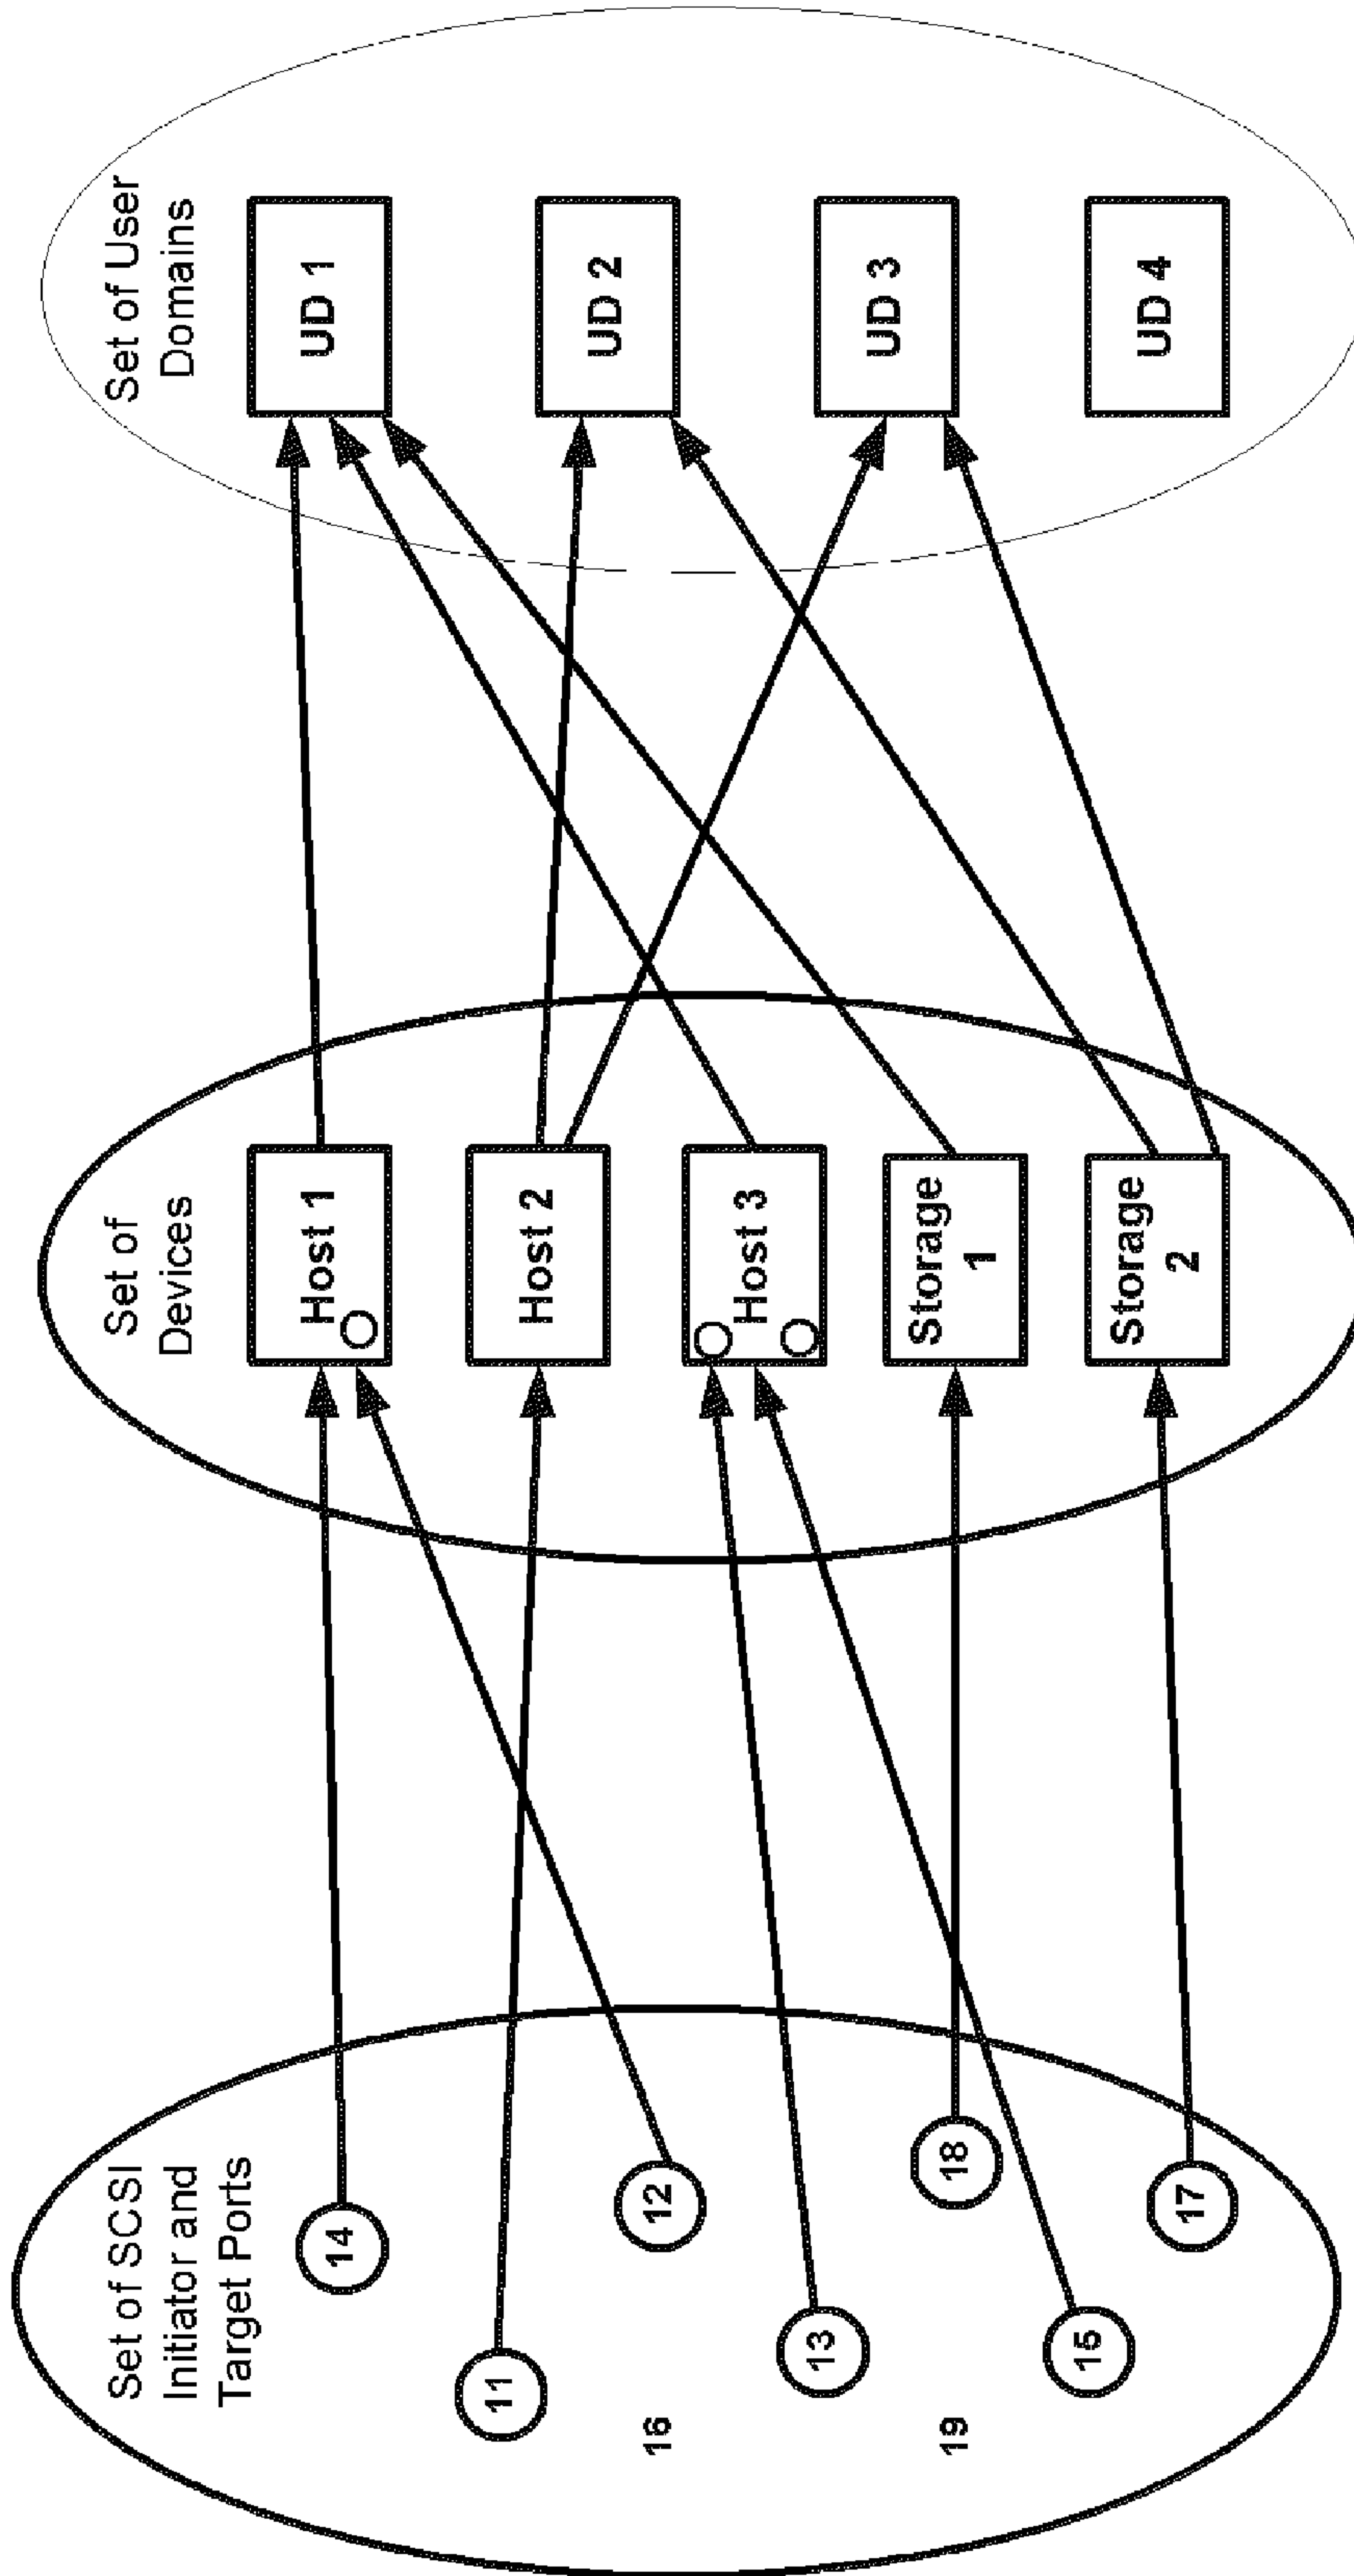 Set of SCSI
Initiator and
Target Ports
14
11
12
16
13
18
19
15
17
Set of
Devices
Host 1
Host 2
Host 3
Storage
1
Storage
2
Set of User
Domains
UD 1
UD 2
UD 3
UD 4